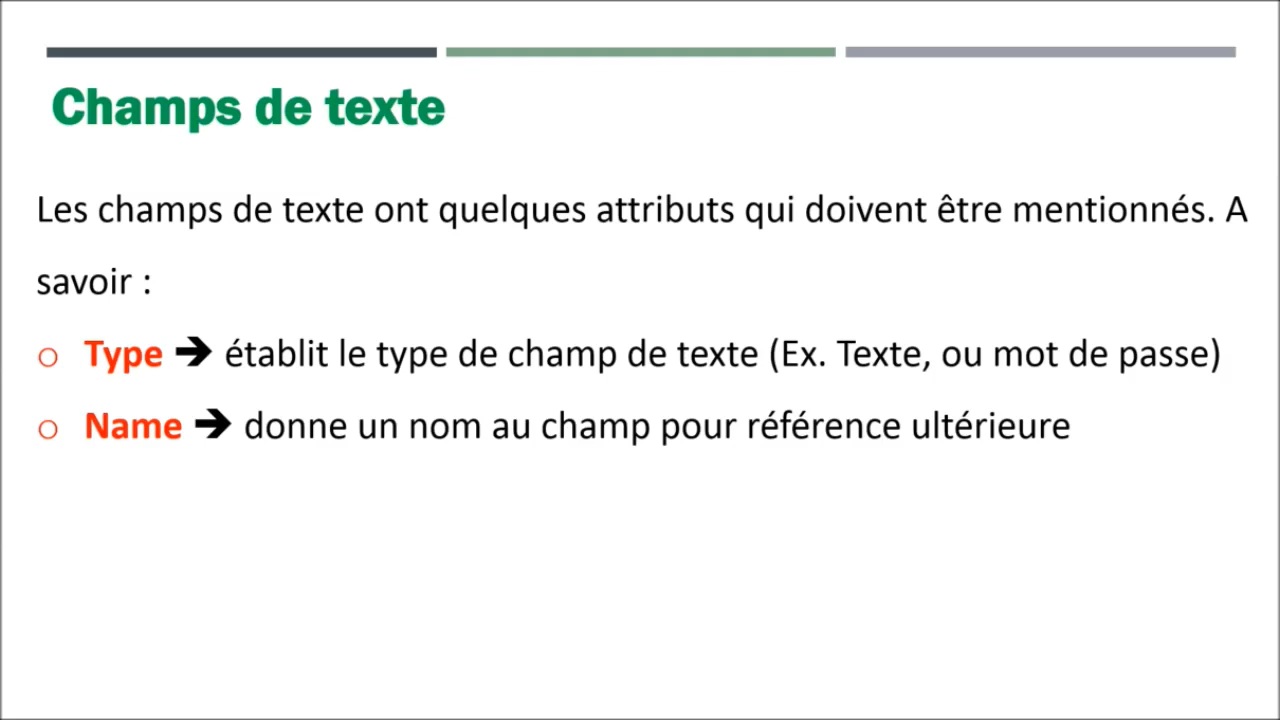 Champs de texte
Les champs de texte ont quelques attributs qui doivent être mentionnés. A
savoir :
o Type ➔ établit le type de champ de texte (Ex. Texte, ou mot de passe)
o Name ➔ donne un nom au champ pour référence ultérieure